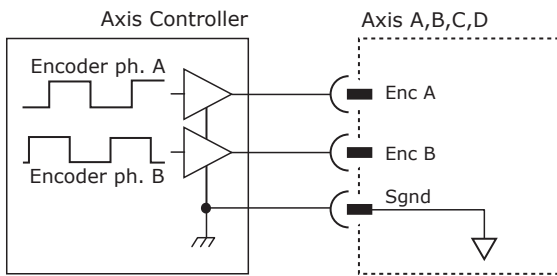 Axis Controller
Axis A,B,C,D
Encoder ph. A
Encoder ph. B
Enc A
Enc B
Sgnd